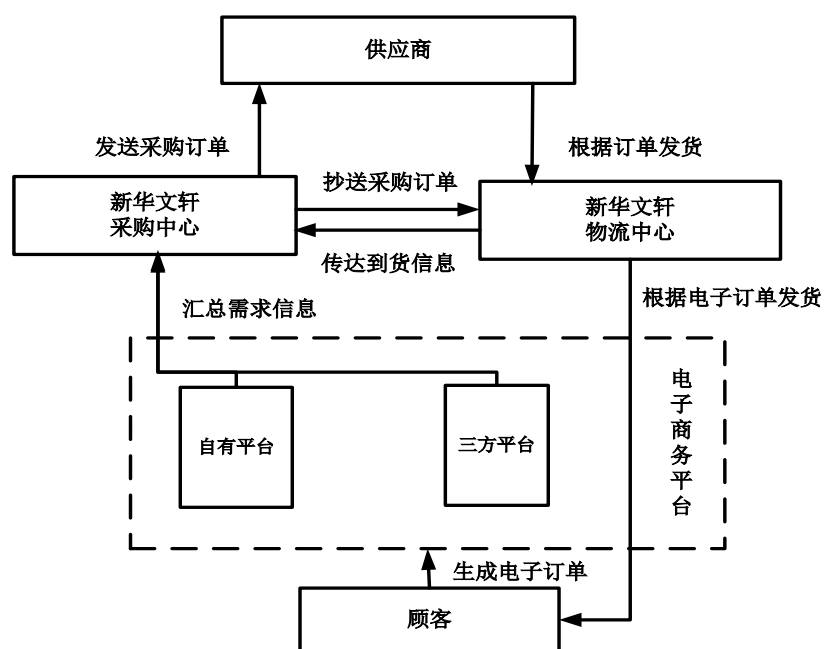 供应商
发送采购订单
根据订单发货
新华文轩
采购中心
抄送采购订单
新华文轩
物流中心
传达到货信息
汇总需求信息
根据电子订单发货
自有平台
三方平台
电子商务平台
生成电子订单
顾客